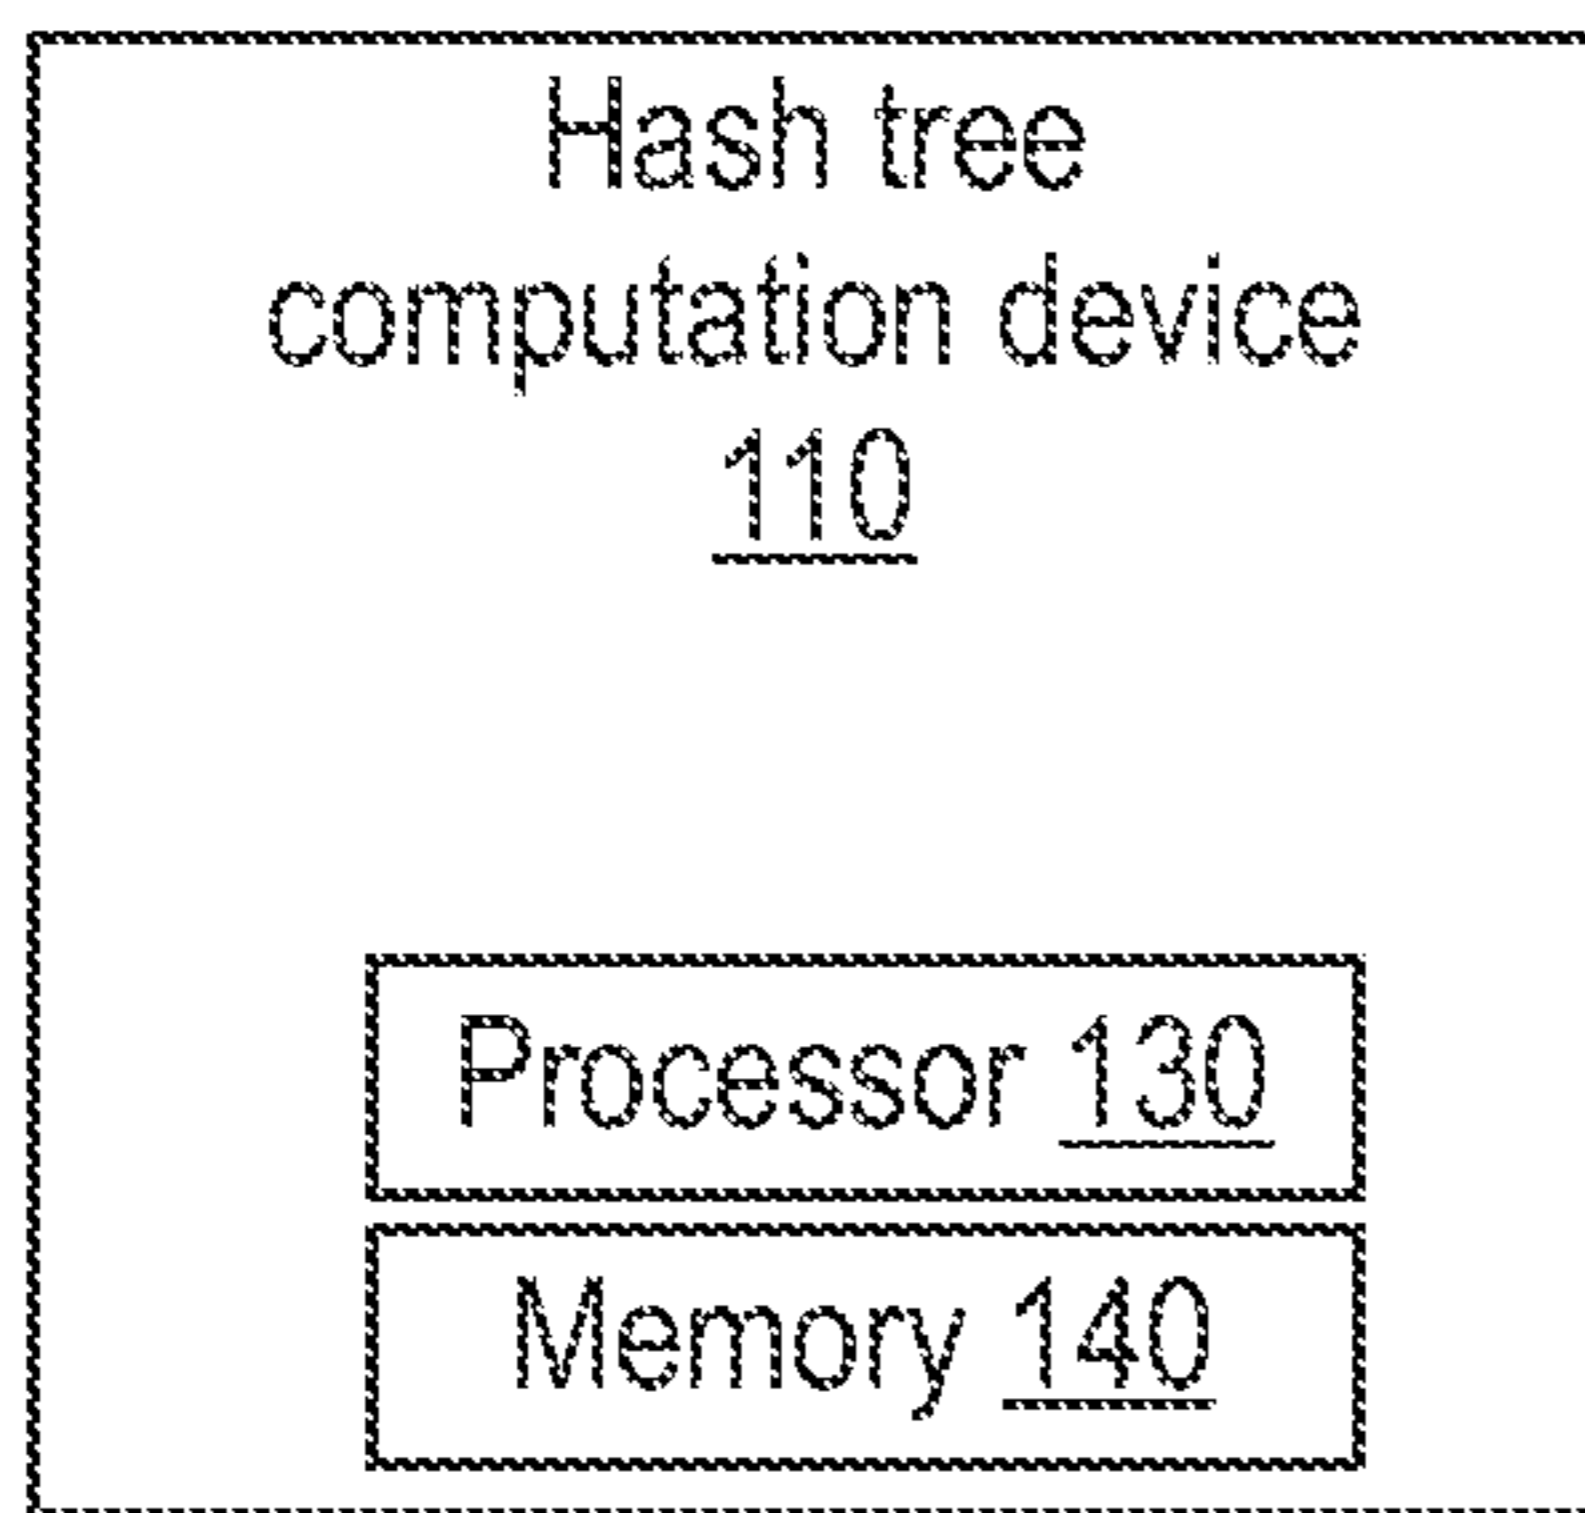 Hash tree
computation device
110
Processor 130
Memory 140